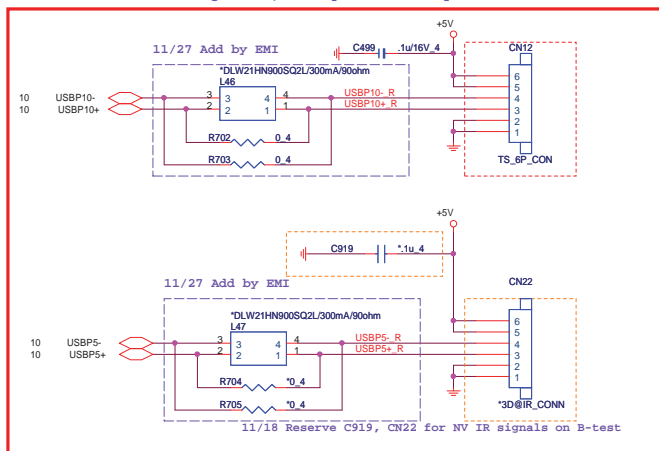 +5V
C499 .1u/16V_4
CN12
11/27 Add by EMI
*DLW21HN900SQ2L/300mA/90ohm
L46
10 USBP10- 3 3 4 4 USBP10-_R
10 USBP10+ 2 2 1 1 USBP10+_R
6
5
4
3
2
1
R702 0_4
R703 0_4
TS_6P_CON
+5V
C919 *.1u_4
CN22
11/27 Add by EMI
*DLW21HN900SQ2L/300mA/90ohm
L47
10 USBP5- 3 3 4 4 USBP5-_R
10 USBP5+ 2 2 1 1 USBP5+_R
6
5
4
3
2
1
R704 *0_4
R705 *0_4
*3D@IR_CONN
11/18 Reserve C919, CN22 for NV IR signals on B-test